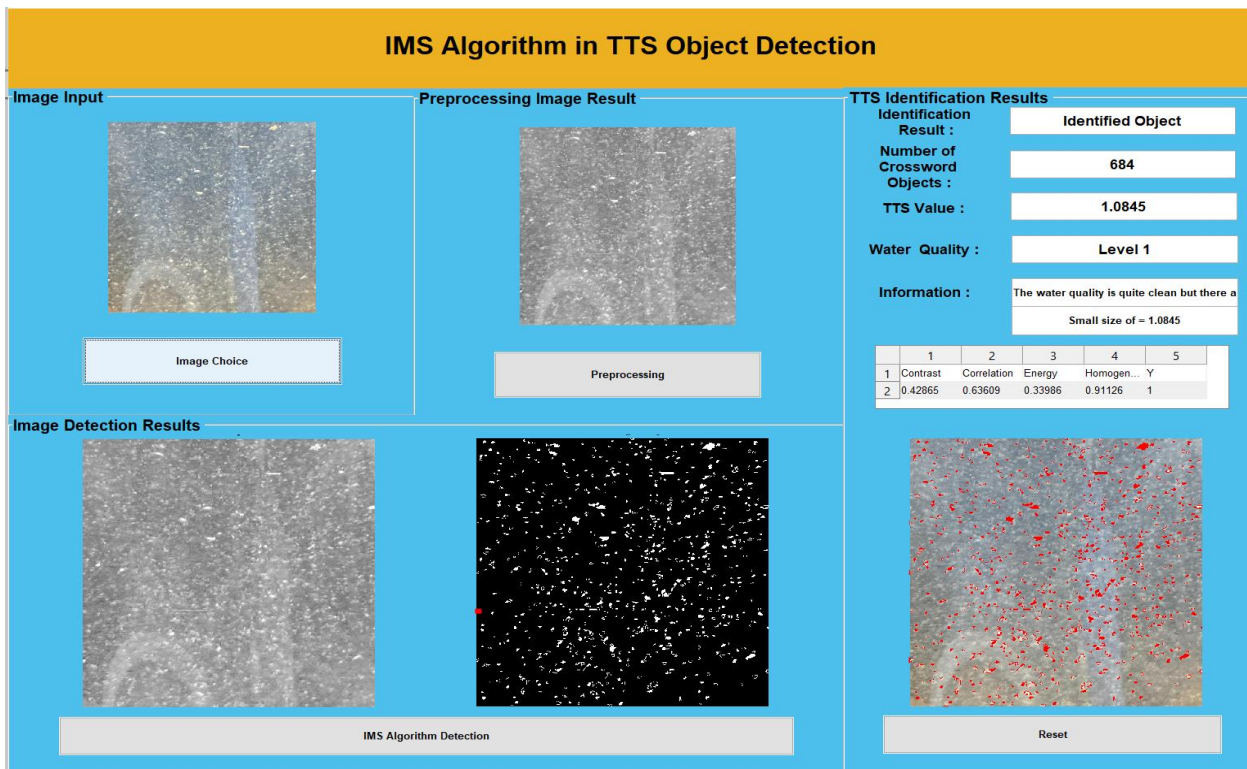 IMS Algorithm in TTS Object Detection
Image Input
Image Choice
Preprocessing Image Result
Preprocessing
TTS Identification Results
Identification
Result :
Identified Object
Number of
Crossword
Objects :
684
TTS Value :
1.0845
Water Quality :
Level 1
Information :
The water quality is quite clean but there a
Small size of = 1.0845
1 2 3 4 5
1 Contrast Correlation Energy Homogen... Y
2 0.42865 0.63609 0.33986 0.91126 1
Image Detection Results
IMS Algorithm Detection
Reset